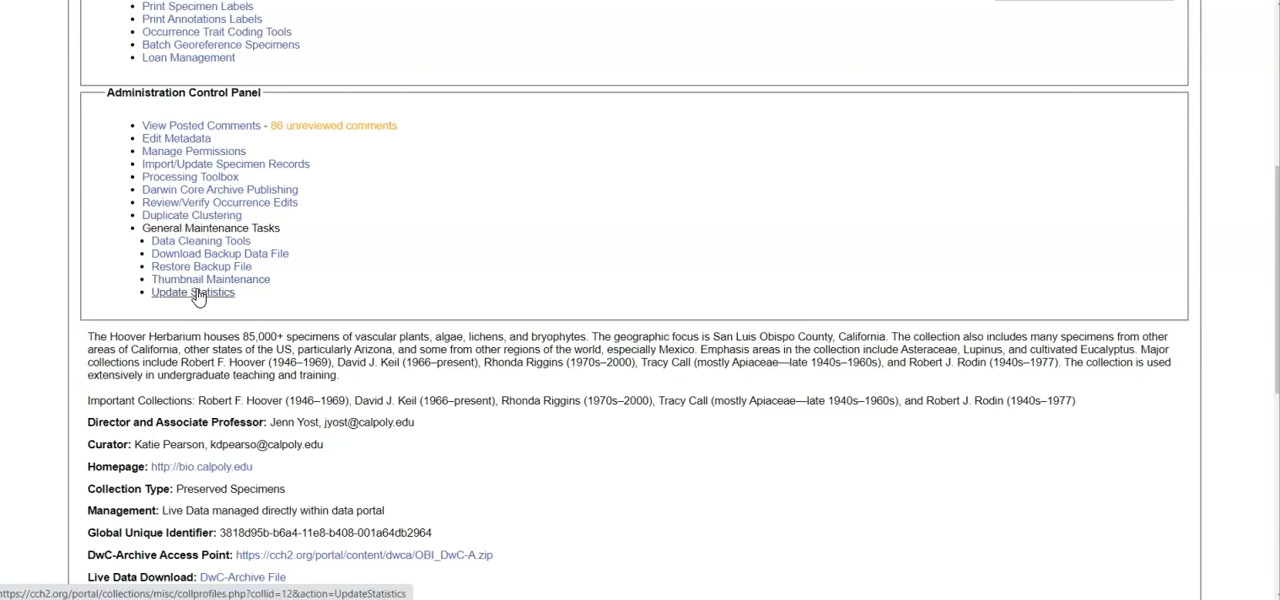 Print Specimen Labels
Print Annotations Labels
Occurrence Trait Coding Tools
Batch Georeference Specimens
Loan Management
Administration Control Panel
View Posted Comments - 86 unreviewed comments
Edit Metadata
Manage Permissions
Import/Update Specimen Records
Processing Toolbox
Darwin Core Archive Publishing
Review/Verify Occurrence Edits
Duplicate Clustering
General Maintenance Tasks
Data Cleaning Tools
Download Backup Data File
Restore Backup File
Thumbnail Maintenance
Update Statistics
The Hoover Herbarium houses 85,000+ specimens of vascular plants, algae, lichens, and bryophytes. The geographic focus is San Luis Obispo County, California. The collection also includes many specimens from other
areas of California, other states of the US, particularly Arizona, and some from other regions of the world, especially Mexico. Emphasis areas in the collection include Asteraceae, Lupinus, and cultivated Eucalyptus. Major
collections include Robert F. Hoover (1946–1969), David J. Keil (1966–present), Rhonda Riggins (1970s–2000), Tracy Call (mostly Apiaceae—late 1940s–1960s), and Robert J. Rodin (1940s–1977). The collection is used
extensively in undergraduate teaching and training.
Important Collections: Robert F. Hoover (1946–1969), David J. Keil (1966–present), Rhonda Riggins (1970s–2000), Tracy Call (mostly Apiaceae—late 1940s–1960s), and Robert J. Rodin (1940s–1977)
Director and Associate Professor: Jenn Yost, jyost@calpoly.edu
Curator: Katie Pearson, kdpearso@calpoly.edu
Homepage: http://bio.calpoly.edu
Collection Type: Preserved Specimens
Management: Live Data managed directly within data portal
Global Unique Identifier: 3818d95b-b6a4-11e8-b408-001a64db2964
DwC-Archive Access Point: https://cch2.org/portal/content/dwca/OBI_DwC-A.zip
Live Data Download: DwC-Archive File
https://cch2.org/portal/collections/misc/collprofiles.php?collid=12&action=UpdateStatistics